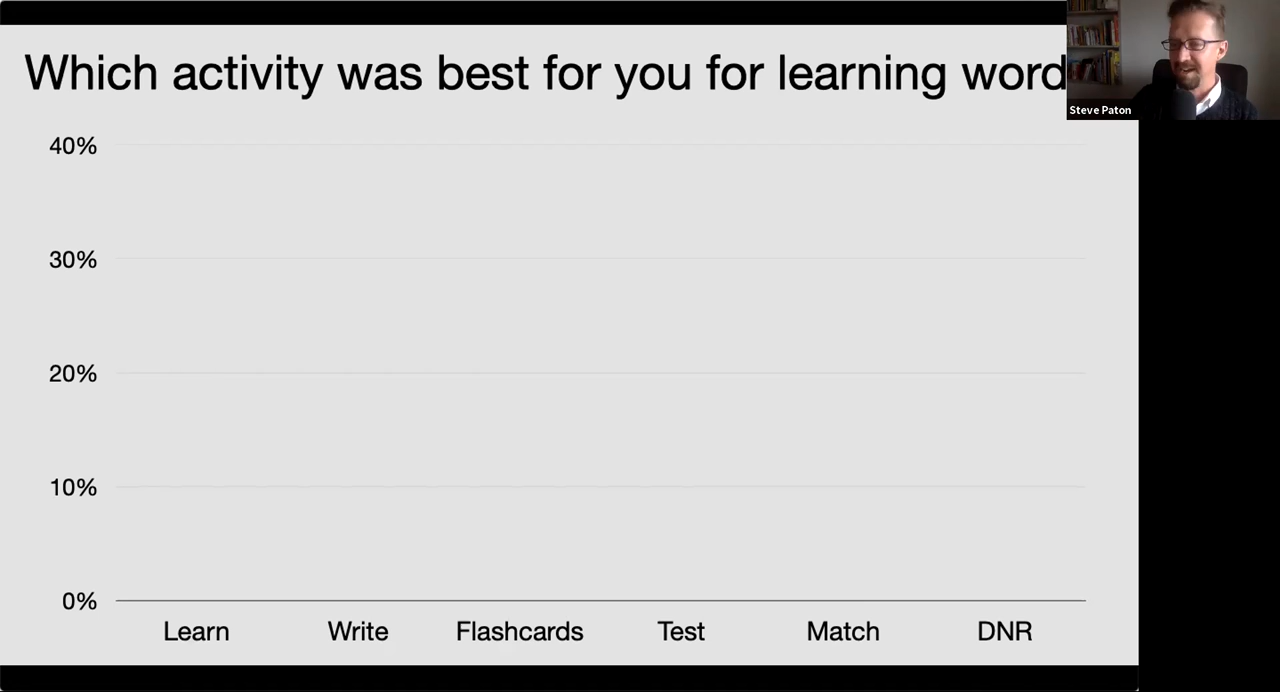 Which activity was best for you for learning word
Steve Paton
40%
30%
20%
10%
0%
Learn Write Flashcards Test Match DNR